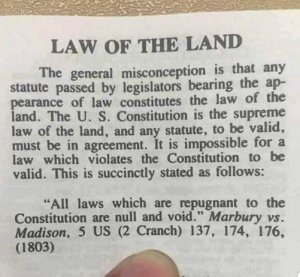 LAW OF THE LAND
The general misconception is that any
statute passed by legislators bearing the ap-
pearance of law constitutes the law of the
land. The U. S. Constitution is the supreme
law of the land, and any statute, to be valid,
must be in agreement. It is impossible for a
law which violates the Constitution to be
valid. This is succinctly stated as follows:
"All laws which are repugnant to the
Constitution are null and void." Marbury vs.
Madison, 5 US (2 Cranch) 137, 174, 176,
(1803)